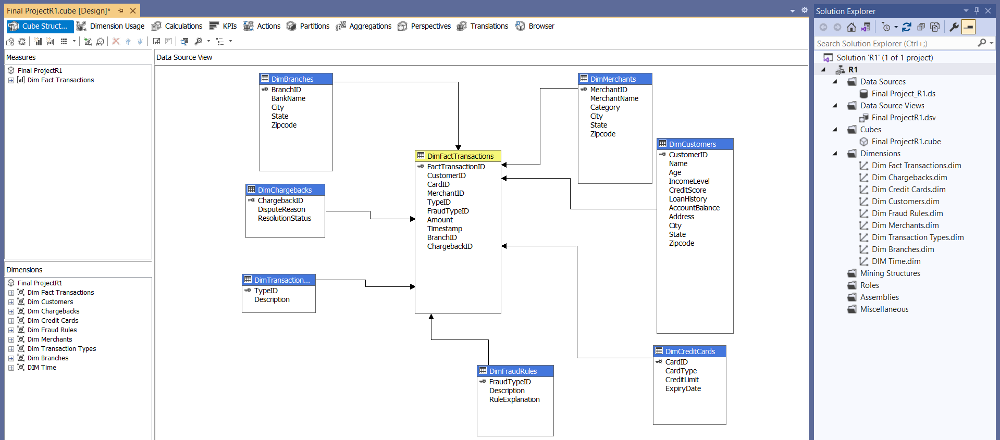 Final ProjectR1.cube [Design]*
Cube Struct...
Dimension Usage
Calculations
KPIs
Actions
Partitions
Aggregations
Perspectives
Translations
Browser
Measures
Final ProjectR1
Dim Fact Transactions
Dimensions
Final ProjectR1
Dim Fact Transactions
Dim Customers
Dim Chargebacks
Dim Credit Cards
Dim Fraud Rules
Dim Merchants
Dim Transaction Types
Dim Branches
DIM Time
Data Source View
DimBranches
BranchID
BankName
City
State
Zipcode
DimChargebacks
ChargebackID
DisputeReason
ResolutionStatus
DimTransaction...
TypeID
Description
DimFactTransactions
FactTransactionID
CustomerID
CardID
MerchantID
TypeID
FraudTypeID
Amount
Timestamp
BranchID
ChargebackID
DimFraudRules
FraudTypeID
Description
RuleExplanation
DimMerchants
MerchantID
MerchantName
Category
City
State
Zipcode
DimCustomers
CustomerID
Name
Age
IncomeLevel
CreditScore
LoanHistory
AccountBalance
Address
City
State
Zipcode
DimCreditCards
CardID
CardType
CreditLimit
ExpiryDate
Solution Explorer
Search Solution Explorer (Ctrl+;)
Solution 'R1' (1 of 1 project)
R1
Data Sources
Final Project_R1.ds
Data Source Views
Final ProjectR1.dsv
Cubes
Final ProjectR1.cube
Dimensions
Dim Fact Transactions.dim
Dim Chargebacks.dim
Dim Credit Cards.dim
Dim Customers.dim
Dim Fraud Rules.dim
Dim Merchants.dim
Dim Transaction Types.dim
Dim Branches.dim
DIM Time.dim
Mining Structures
Roles
Assemblies
Miscellaneous